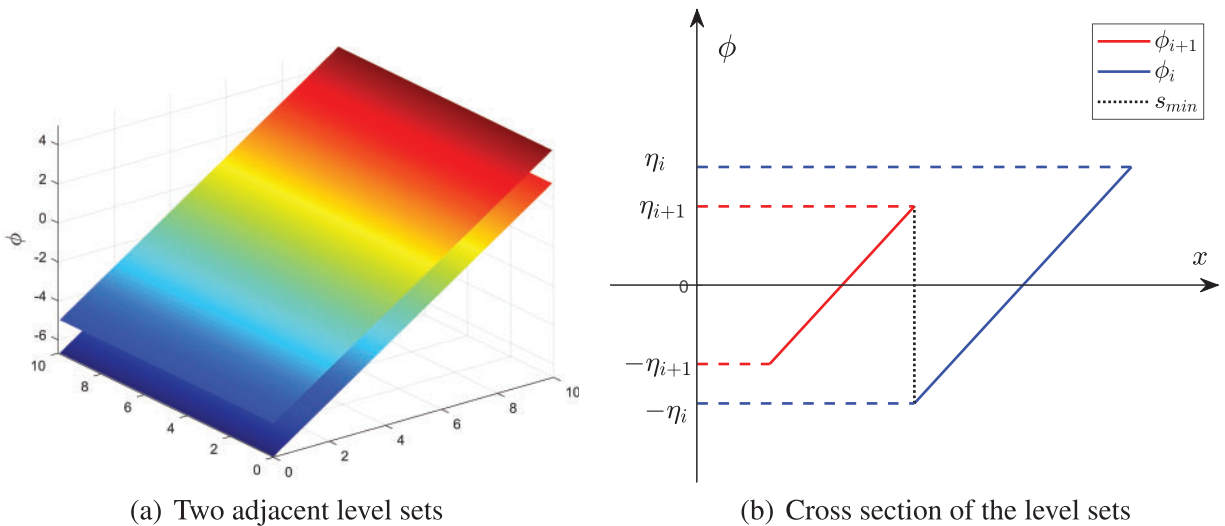 4
2
0
-2
-4
-6
ϕ
10
8
6
4
2
0
0
2
4
6
8
10
(a) Two adjacent level sets
ϕ
ϕ_{i+1}
ϕ_i
s_{min}
η_i
η_{i+1}
x
0
−η_{i+1}
−η_i
(b) Cross section of the level sets